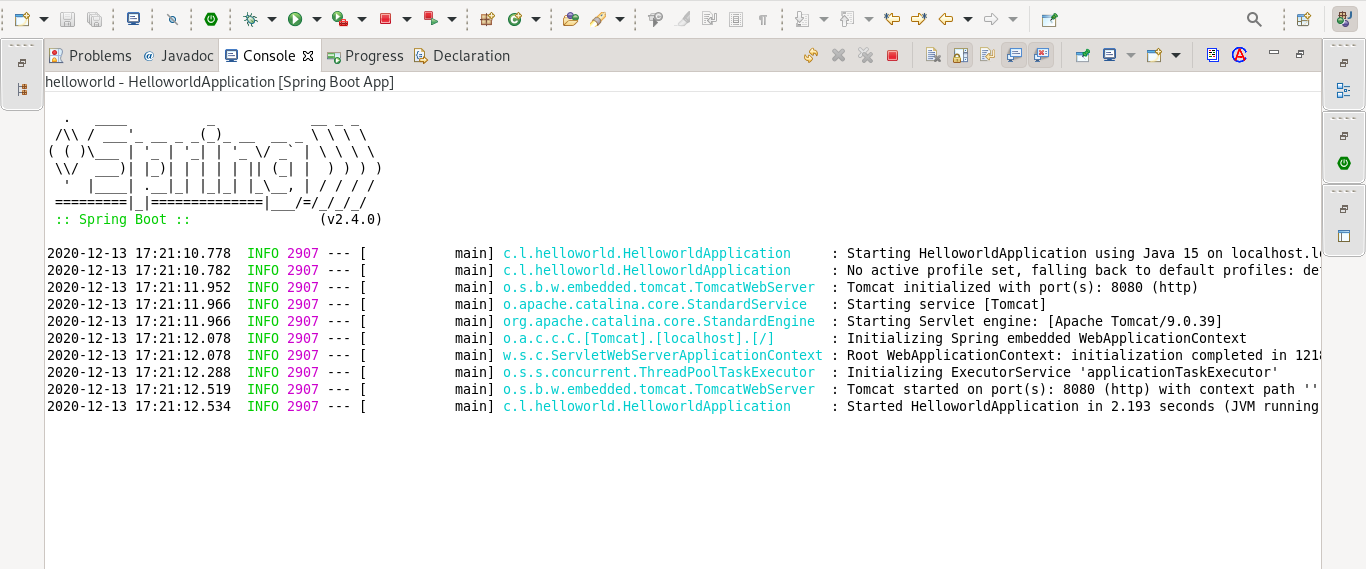 Problems Javadoc Console Progress Declaration
helloworld - HelloworldApplication [Spring Boot App]
  .   ____          _            __ _ _
 /\\ / ___'_ __ _ _(_)_ __  __ _ \ \ \ \
( ( )\___ | '_ | '_| | '_ \/ _` | \ \ \ \
 \\/  ___)| |_)| | | | | || (_| |  ) ) ) )
  '  |____| .__|_| |_|_| |_\__, | / / / /
 =========|_|==============|___/=/_/_/_/
 :: Spring Boot ::                (v2.4.0)
2020-12-13 17:21:10.778  INFO 2907 --- [           main] c.l.helloworld.HelloworldApplication     : Starting HelloworldApplication using Java 15 on
2020-12-13 17:21:10.782  INFO 2907 --- [           main] c.l.helloworld.HelloworldApplication     : No active profile set, falling back to default profiles:
2020-12-13 17:21:11.952  INFO 2907 --- [           main] o.s.b.w.embedded.tomcat.TomcatWebServer  : Tomcat initialized with port(s): 8080 (http)
2020-12-13 17:21:11.966  INFO 2907 --- [           main] o.apache.catalina.core.StandardService   : Starting service [Tomcat]
2020-12-13 17:21:11.966  INFO 2907 --- [           main] org.apache.catalina.core.StandardEngine  : Starting Servlet engine: [Apache Tomcat/9.0.39]
2020-12-13 17:21:12.078  INFO 2907 --- [           main] o.a.c.c.C.[Tomcat].[localhost].[/]       : Initializing Spring embedded WebApplicationContext
2020-12-13 17:21:12.078  INFO 2907 --- [           main] w.s.c.ServletWebServerApplicationContext : Root WebApplicationContext: initialization completed in 1218
2020-12-13 17:21:12.288  INFO 2907 --- [           main] o.s.s.concurrent.ThreadPoolTaskExecutor  : Initializing ExecutorService 'applicationTaskExecutor'
2020-12-13 17:21:12.519  INFO 2907 --- [           main] o.s.b.w.embedded.tomcat.TomcatWebServer  : Tomcat started on port(s): 8080 (http) with context path ''
2020-12-13 17:21:12.534  INFO 2907 --- [           main] c.l.helloworld.HelloworldApplication     : Started HelloworldApplication in 2.193 seconds (JVM running